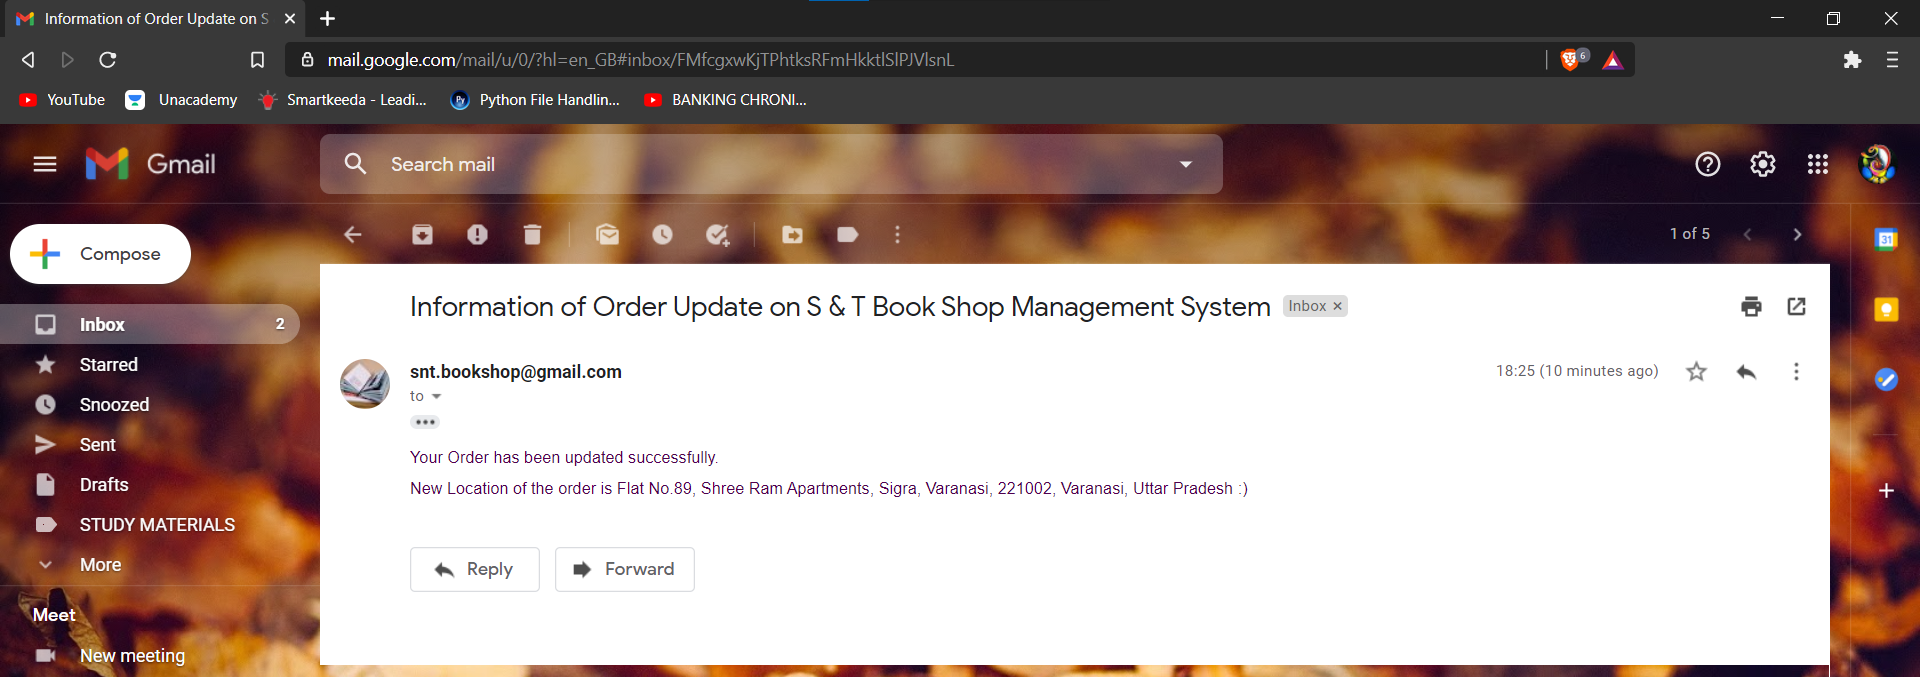 Information of Order Update on S
mail.google.com/mail/u/0/?hl=en_GB#inbox/FMfcgxwKjTPhtksRFmHkktlSlPJVlsnL
6
YouTube Unacademy Smartkeeda - Leadi... Python File Handlin... BANKING CHRONI...
Gmail
Search mail
Compose
1 of 5
31
Inbox 2
Starred
Snoozed
Sent
Drafts
STUDY MATERIALS
More
Meet
New meeting
Information of Order Update on S & T Book Shop Management System Inbox ×
snt.bookshop@gmail.com
18:25 (10 minutes ago)
to
Your Order has been updated successfully.
New Location of the order is Flat No.89, Shree Ram Apartments, Sigra, Varanasi, 221002, Varanasi, Uttar Pradesh :)
Reply Forward